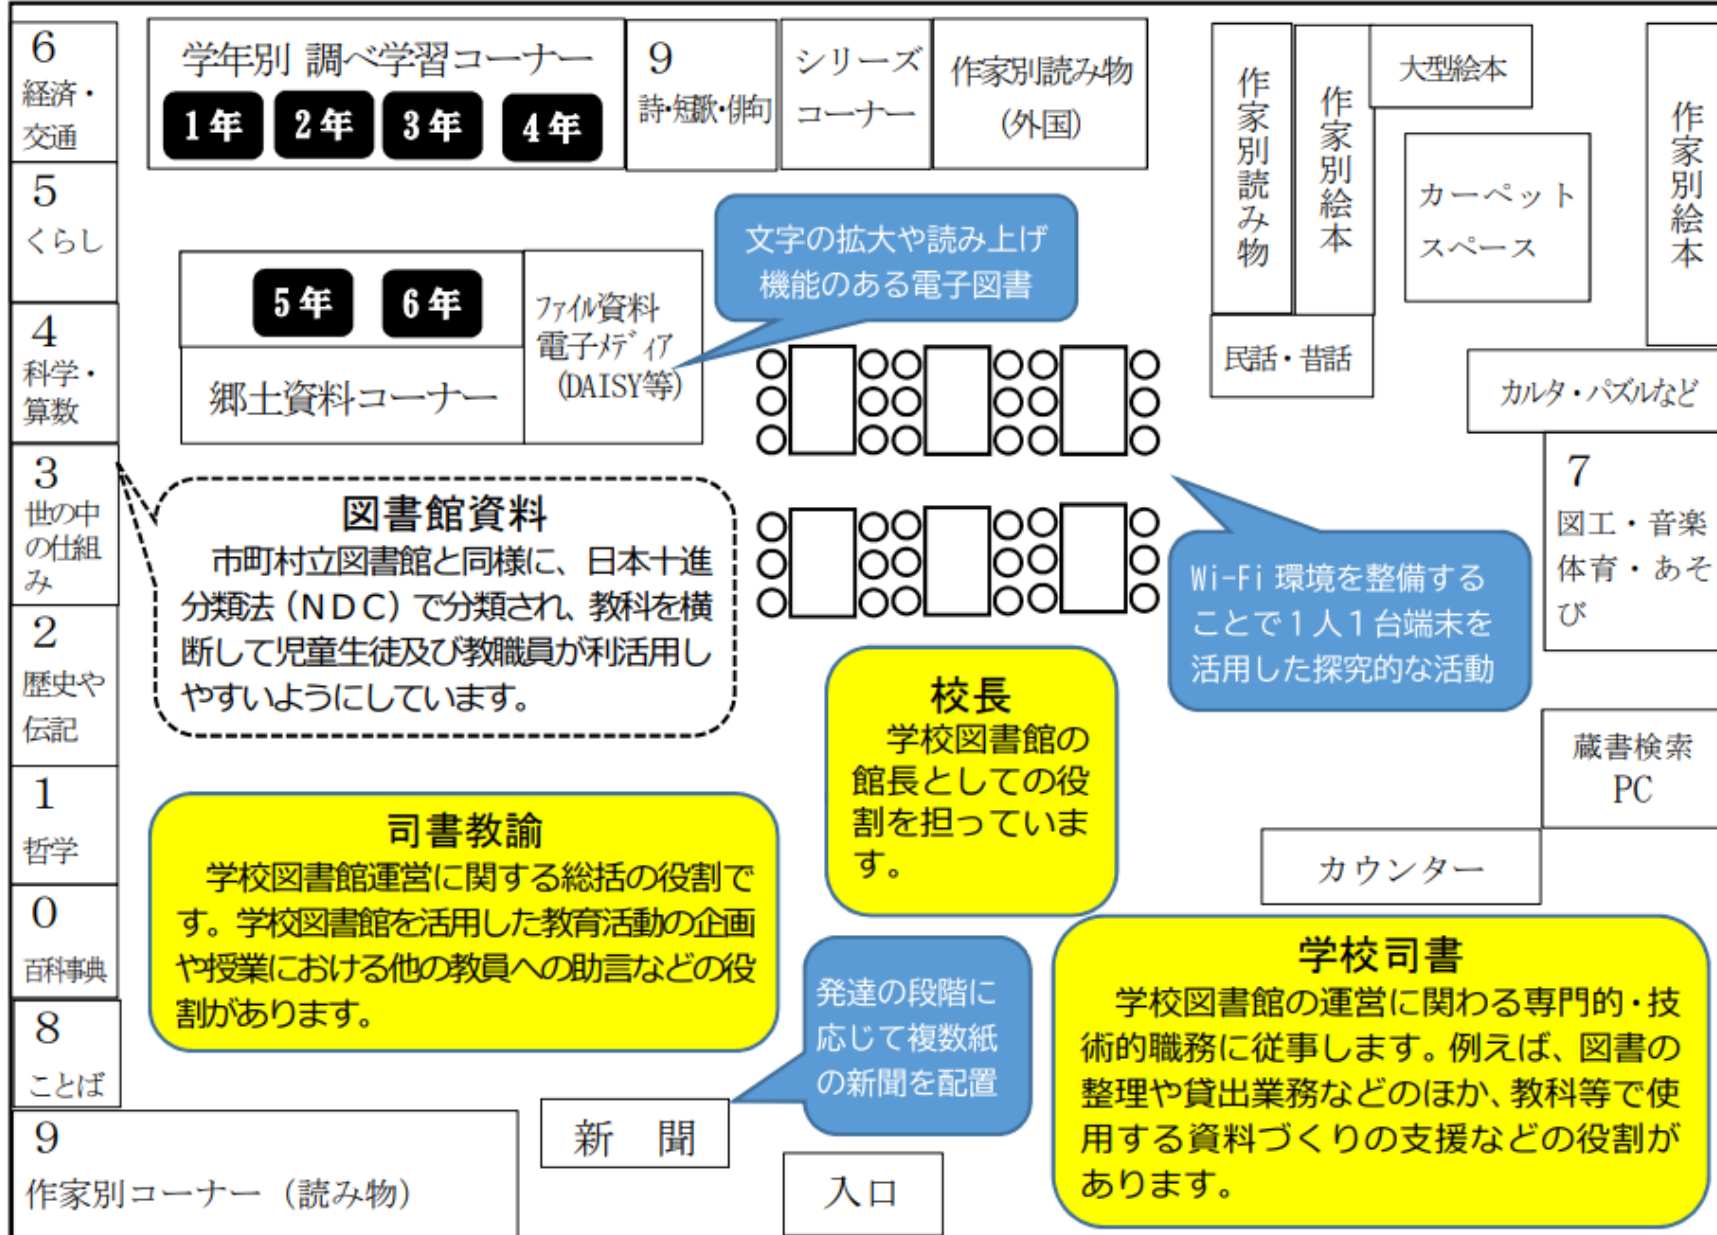 6
経済・
交通
5
くらし
4
科学・
算数
3
世の中
の仕組
み
2
歴史や
伝記
1
哲学
0
百科事典
8
ことば
9
作家別コーナー（読み物）
学年別 調べ学習コーナー
1年 2年 3年 4年
9
詩・短歌・俳句
シリーズ
コーナー
作家別読み物
（外国）
5年 6年
郷土資料コーナー
ファイル資料
電子メディア
（DAISY等）
文字の拡大や読み上げ
機能のある電子図書
作家別読み物
作家別絵本
大型絵本
カーペット
スペース
作家別絵本
民話・昔話
カルタ・パズルなど
7
図工・音楽
体育・あそ
び
図書館資料
市町村立図書館と同様に、日本十進
分類法（ＮＤＣ）で分類され、教科を横
断して児童生徒及び教職員が利活用し
やすいようにしています。
Wi-Fi 環境を整備する
ことで１人１台端末を
活用した探究的な活動
校長
学校図書館の
館長としての役
割を担っていま
す。
蔵書検索
PC
カウンター
司書教諭
学校図書館運営に関する総括の役割で
す。学校図書館を活用した教育活動の企画
や授業における他の教員への助言などの役
割があります。
発達の段階に
応じて複数紙
の新聞を配置
新 聞
入口
学校司書
学校図書館の運営に関わる専門的・技
術的職務に従事します。例えば、図書の
整理や貸出業務などのほか、教科等で使
用する資料づくりの支援などの役割が
あります。